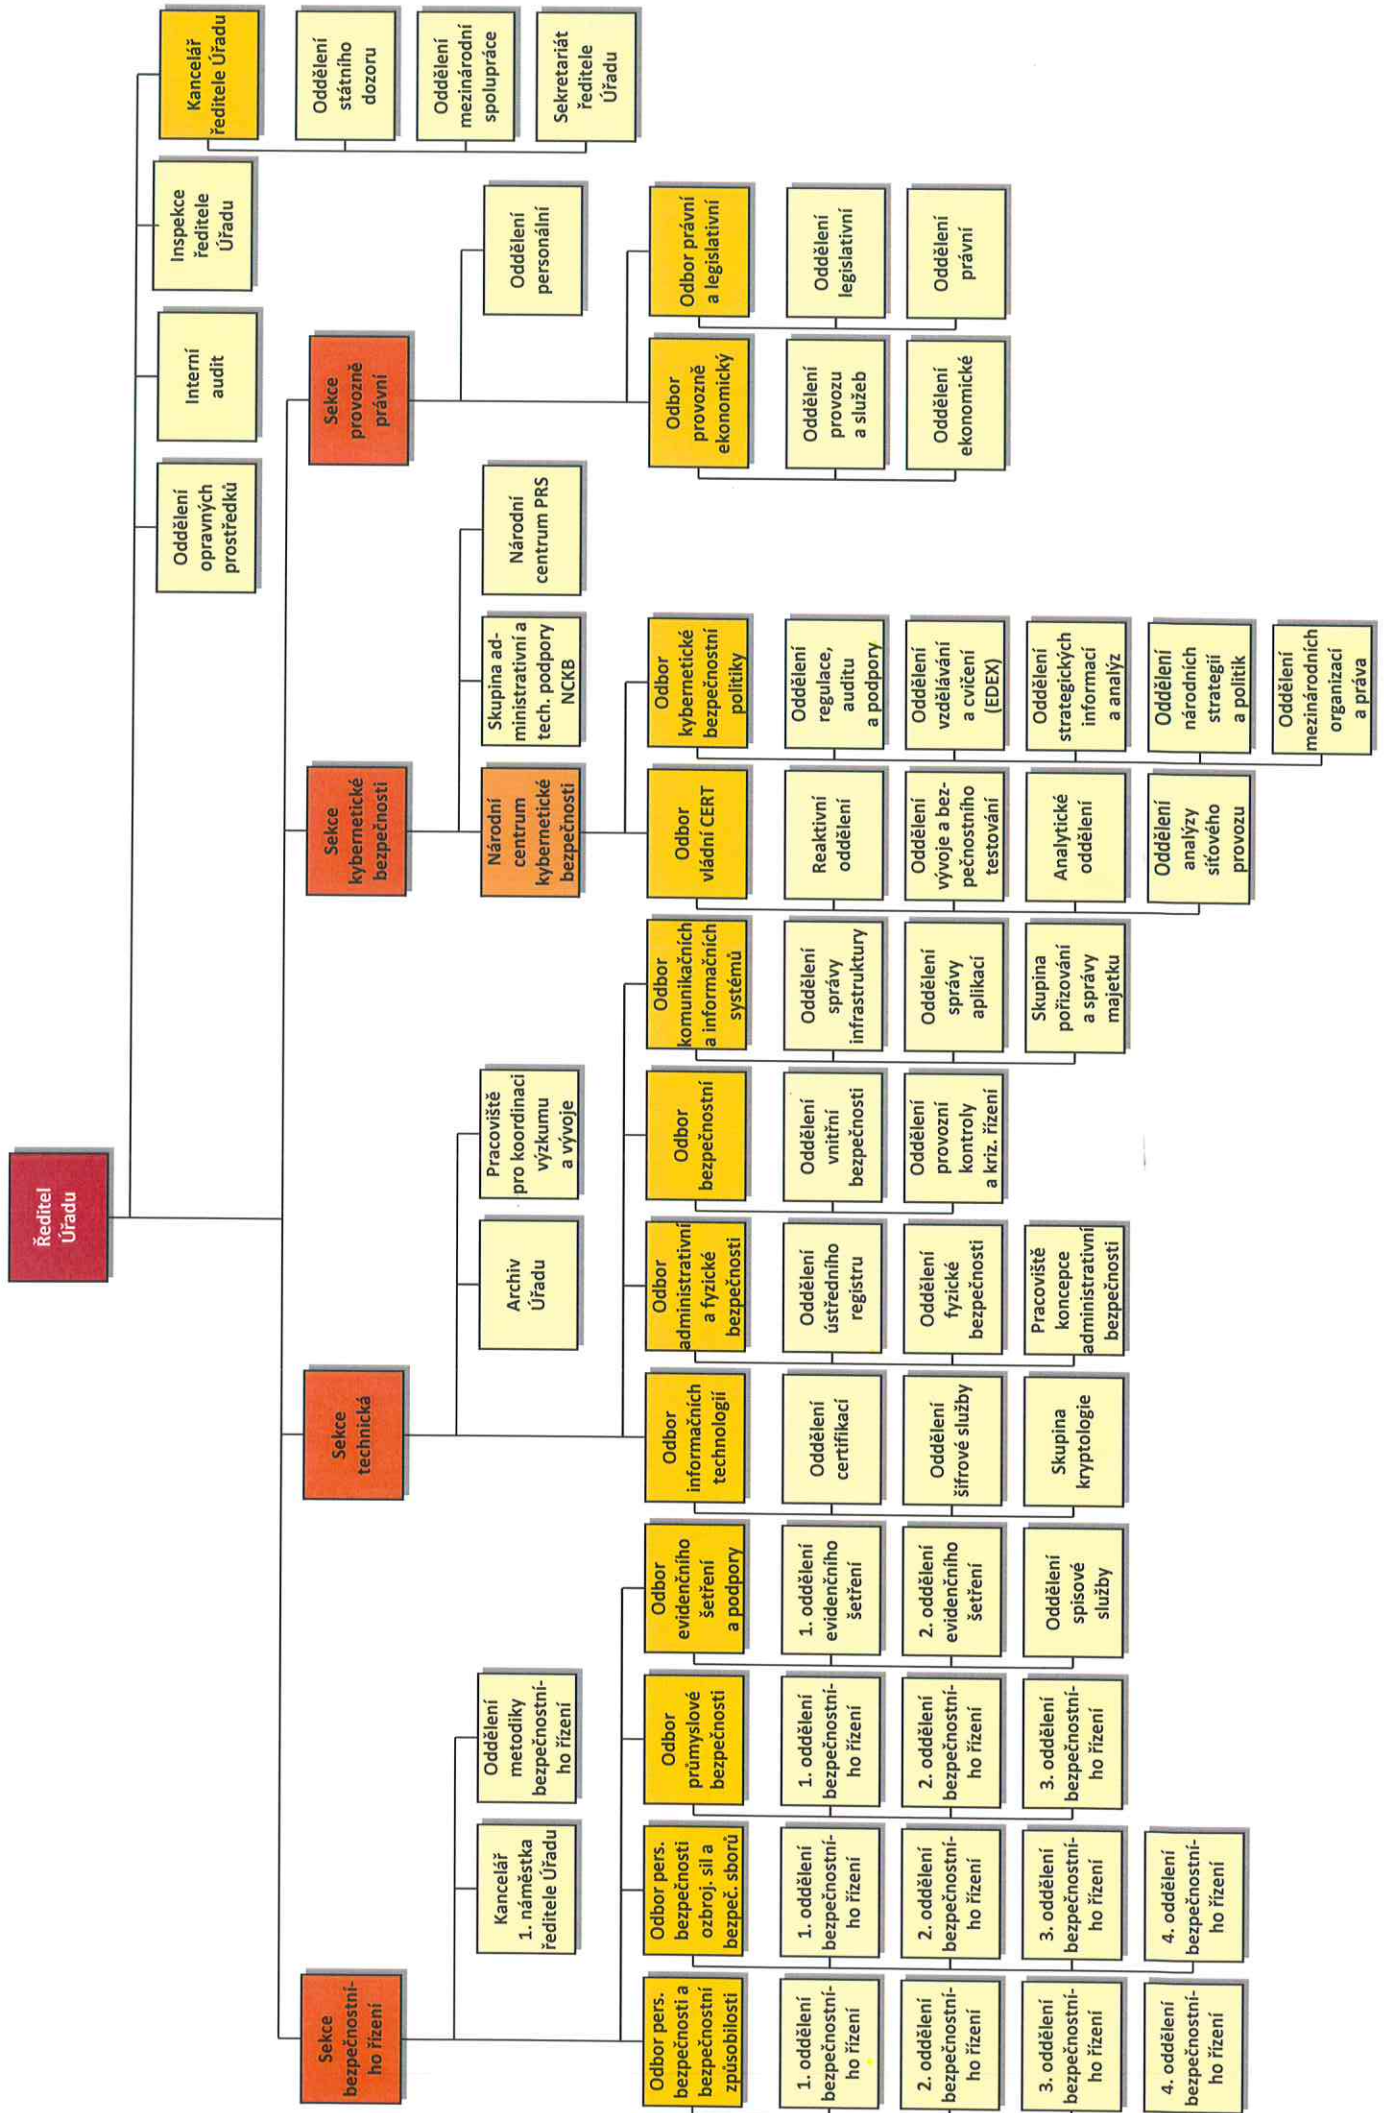 Ředitel
Úřadu
Oddělení
opravných
prostředků
Interní
audit
Inspekce
ředitele
Úřadu
Kancelář
ředitele Úřadu
Oddělení
státního
dozoru
Oddělení
mezinárodní
spolupráce
Sekretariát
ředitele
Úřadu
Sekce
bezpečnostní-
ho řízení
Kancelář
1. náměstka
ředitele Úřadu
Oddělení
metodiky
bezpečnostní-
ho řízení
Odbor pers.
bezpečnosti a
bezpečnostní
způsobilosti
1. oddělení
bezpečnostní-
ho řízení
2. oddělení
bezpečnostní-
ho řízení
3. oddělení
bezpečnostní-
ho řízení
4. oddělení
bezpečnostní-
ho řízení
Odbor pers.
bezpečnosti
ozbroj. sil a
bezpeč. sborů
1. oddělení
bezpečnostní-
ho řízení
2. oddělení
bezpečnostní-
ho řízení
3. oddělení
bezpečnostní-
ho řízení
4. oddělení
bezpečnostní-
ho řízení
Odbor
průmyslové
bezpečnosti
1. oddělení
bezpečnostní-
ho řízení
2. oddělení
bezpečnostní-
ho řízení
3. oddělení
bezpečnostní-
ho řízení
Odbor
evidenčního
šetření
a podpory
1. oddělení
evidenčního
šetření
2. oddělení
evidenčního
šetření
Oddělení
spisové
služby
Sekce
technická
Archiv
Úřadu
Pracoviště
pro koordinaci
výzkumu
a vývoje
Odbor
informačních
technologií
Oddělení
certifikací
Oddělení
šifrové služby
Skupina
kryptologie
Odbor
administrativní
a fyzické
bezpečnosti
Oddělení
ústředního
registru
Oddělení
fyzické
bezpečnosti
Pracoviště
koncepce
administrativní
bezpečnosti
Odbor
bezpečnostní
Oddělení
vnitřní
bezpečnosti
Oddělení
provozní
kontroly
a kriz. řízení
Odbor
komunikačních
a informačních
systémů
Oddělení
správy
infrastruktury
Oddělení
správy
aplikací
Skupina
pořizování
a správy
majetku
Sekce
kybernetické
bezpečnosti
Národní
centrum
kybernetické
bezpečnosti
Skupina ad-
ministrativní a
tech. podpory
NCKB
Národní
centrum PRS
Odbor
vládní CERT
Reaktivní
oddělení
Oddělení
vývoje a bez-
pečnostního
testování
Analytické
oddělení
Oddělení
analýzy
síťového
provozu
Odbor
kybernetické
bezpečnostní
politiky
Oddělení
regulace,
auditu
a podpory
Oddělení
vzdělávání
a cvičení
(EDEX)
Oddělení
strategických
informací
a analýz
Oddělení
národních
strategií
a politik
Oddělení
mezinárodních
organizací
a práva
Sekce
provozně
právní
Oddělení
personální
Odbor
provozně
ekonomický
Oddělení
provozu
a služeb
Oddělení
ekonomické
Odbor právní
a legislativní
Oddělení
legislativní
Oddělení
právní